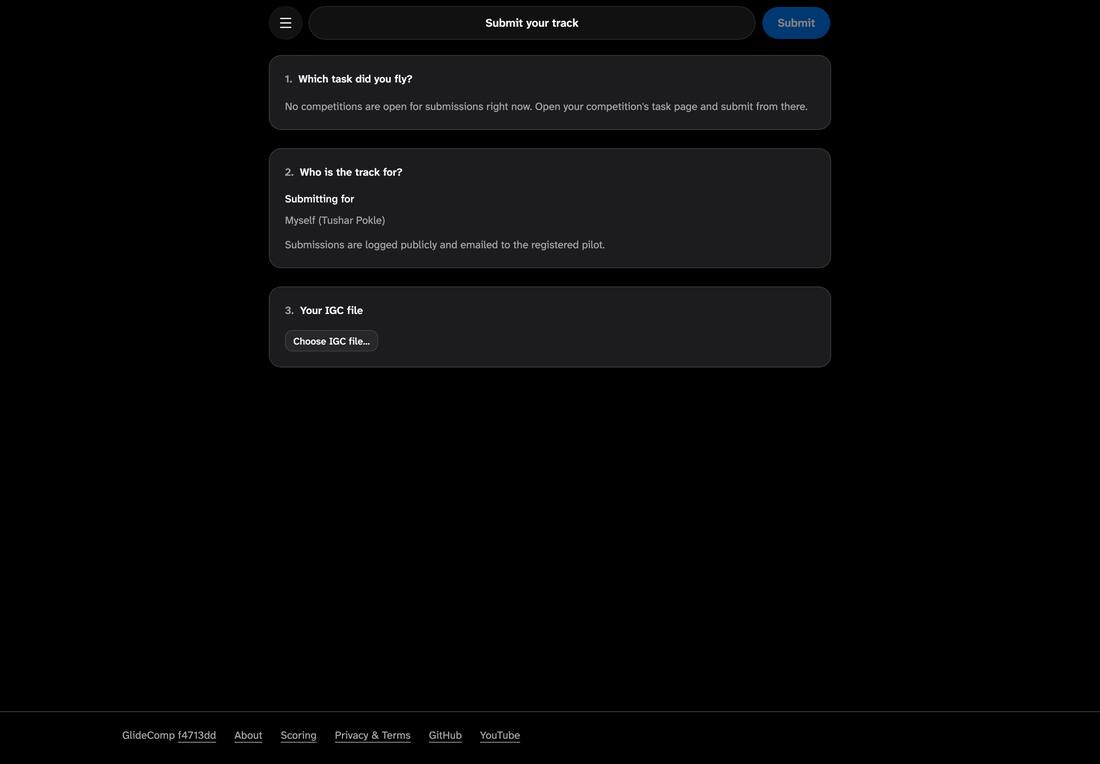 Submit your track
Submit
1. Which task did you fly?
No competitions are open for submissions right now. Open your competition's task page and submit from there.
2. Who is the track for?
Submitting for
Myself (Tushar Pokle)
Submissions are logged publicly and emailed to the registered pilot.
3. Your IGC file
Choose IGC file...
GlideComp f4713dd About Scoring Privacy & Terms GitHub YouTube